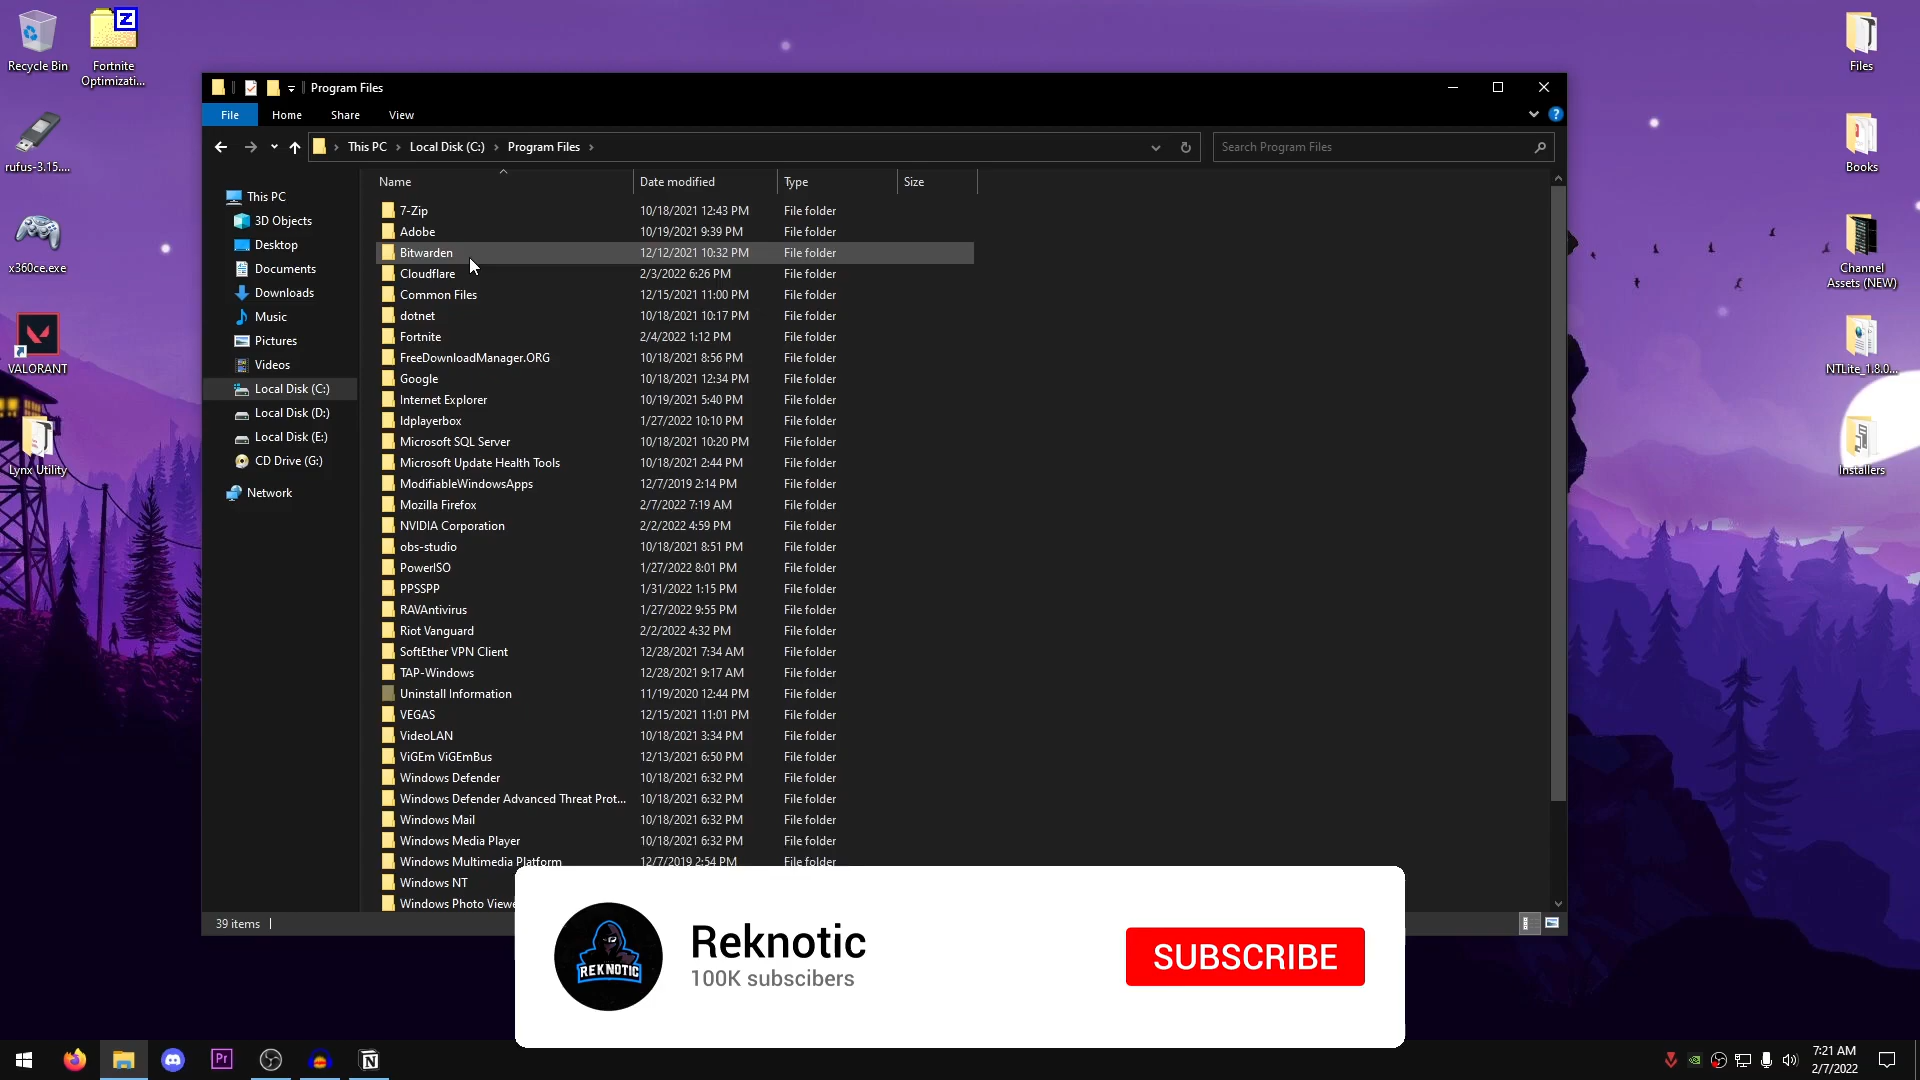 Recycle Bin
Fortnite
Optimizati...
rufus-3.15....
x360ce.exe
VALORANT
Lynx Utility
Program Files
File Home Share View
This PC Local Disk (C:) Program Files
Search Program Files
This PC
3D Objects
Desktop
Documents
Downloads
Music
Pictures
Videos
Local Disk (C:)
Local Disk (D:)
Local Disk (E:)
CD Drive (G:)
Network
Name Date modified Type Size
7-Zip 10/18/2021 12:43 PM File folder
Adobe 10/19/2021 9:39 PM File folder
Bitwarden 12/12/2021 10:32 PM File folder
Cloudflare 2/3/2022 6:26 PM File folder
Common Files 12/15/2021 11:00 PM File folder
dotnet 10/18/2021 10:17 PM File folder
Fortnite 2/4/2022 1:12 PM File folder
FreeDownloadManager.ORG 10/18/2021 8:56 PM File folder
Google 10/18/2021 12:34 PM File folder
Internet Explorer 10/19/2021 5:40 PM File folder
ldplayerbox 1/27/2022 10:10 PM File folder
Microsoft SQL Server 10/18/2021 10:20 PM File folder
Microsoft Update Health Tools 10/18/2021 2:44 PM File folder
ModifiableWindowsApps 12/7/2019 2:14 PM File folder
Mozilla Firefox 2/7/2022 7:19 AM File folder
NVIDIA Corporation 2/2/2022 4:59 PM File folder
obs-studio 10/18/2021 8:51 PM File folder
PowerISO 1/27/2022 8:01 PM File folder
PPSSPP 1/31/2022 1:15 PM File folder
RAVAntivirus 1/27/2022 9:55 PM File folder
Riot Vanguard 2/2/2022 4:32 PM File folder
SoftEther VPN Client 12/28/2021 7:34 AM File folder
TAP-Windows 12/28/2021 9:17 AM File folder
Uninstall Information 11/19/2020 12:44 PM File folder
VEGAS 12/15/2021 11:01 PM File folder
VideoLAN 10/18/2021 3:34 PM File folder
ViGEm ViGEmBus 12/13/2021 6:50 PM File folder
Windows Defender 10/18/2021 6:32 PM File folder
Windows Defender Advanced Threat Prot... 10/18/2021 6:32 PM File folder
Windows Mail 10/18/2021 6:32 PM File folder
Windows Media Player 10/18/2021 6:32 PM File folder
Windows Multimedia Platform 12/7/2019 2:54 PM File folder
Windows NT
Windows Photo Viewe
39 items
Files
Books
Channel
Assets (NEW)
NTLite_1.8.0...
Installers
REKNOTIC
Reknotic
100K subscibers
SUBSCRIBE
Pr
7:21 AM
2/7/2022